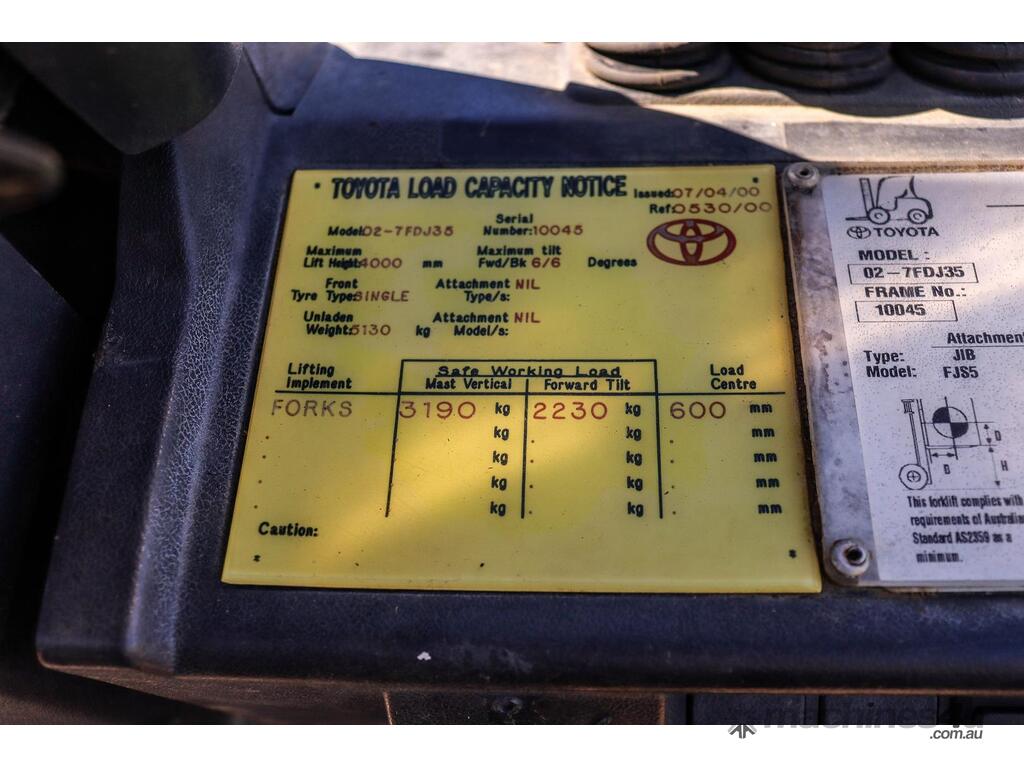 TOYOTA LOAD CAPACITY NOTICE
Issued: 07/04/00
Ref: 0530/00
Model: 02-7FDJ35 Serial Number: 10045
Maximum Lift Height: 4000 mm Maximum tilt Fwd/Bk 6/6 Degrees
Front Tyre Type: SINGLE Attachment Type/s: NIL
Unladen Weight: 5130 kg Attachment Model/s: NIL
TOYOTA
Lifting Implement Safe Working Load Load Centre
Mast Vertical Forward Tilt
FORKS 3190 kg 2230 kg 600 mm
kg kg mm
kg kg mm
kg kg mm
kg kg mm
Caution:
TOYOTA
MODEL :
02-7FDJ35
FRAME No.:
10045
Attachment
Type: JIB
Model: FJS5
D
D
H
This forklift complies with
requirements of Australian
Standard AS2359 as a
minimum.
machines4u
.com.au